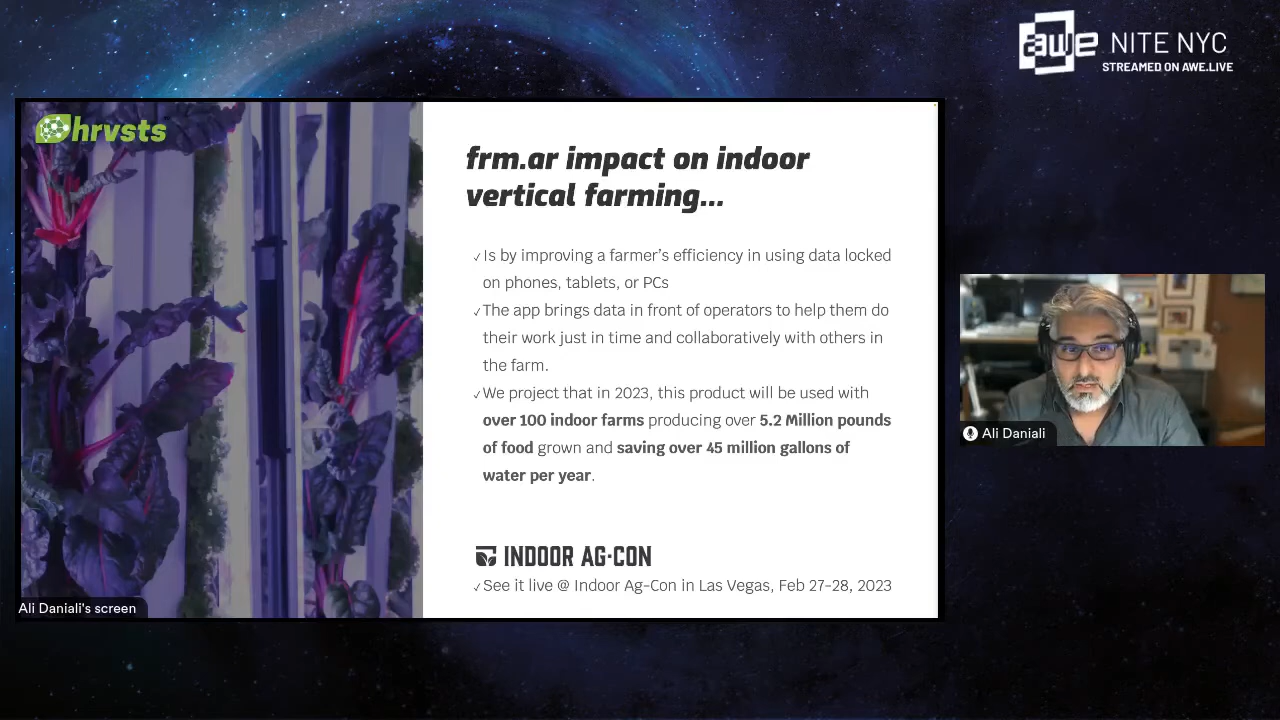 awe NITE NYC
STREAMED ON AWE.LIVE
hrvsts
frm.ar impact on indoor
vertical farming...
✓Is by improving a farmer's efficiency in using data locked
on phones, tablets, or PCs
✓The app brings data in front of operators to help them do
their work just in time and collaboratively with others in
the farm.
✓We project that in 2023, this product will be used with
over 100 indoor farms producing over 5.2 Million pounds
of food grown and saving over 45 million gallons of
water per year.
INDOOR AG·CON
✓See it live @ Indoor Ag-Con in Las Vegas, Feb 27-28, 2023
Ali Daniali's screen
Ali Daniali